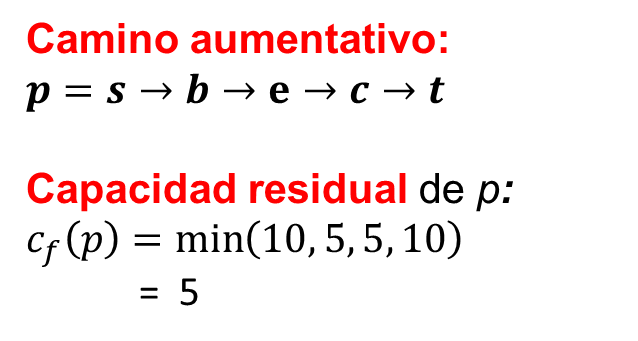 Camino aumentativo:
p = s → b → e → c → t
Capacidad residual de p:
c_f(p) = min(10, 5, 5, 10)
= 5